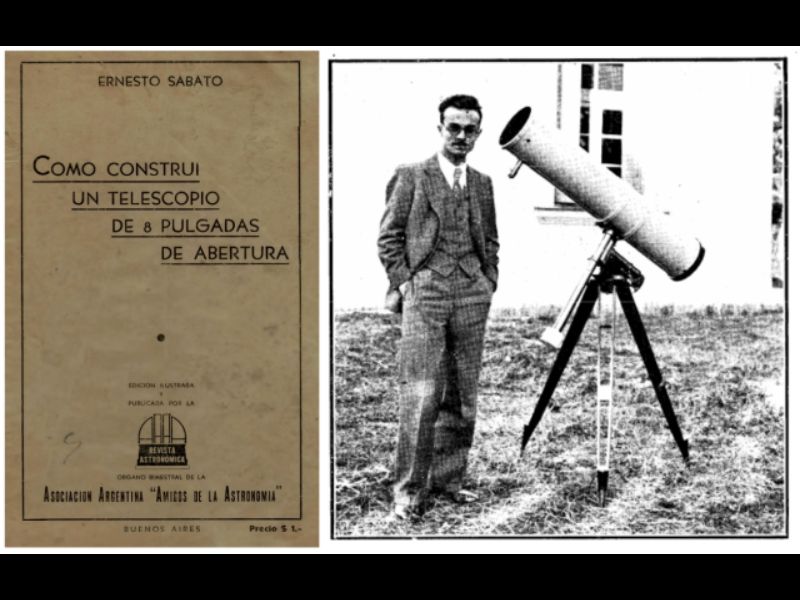 ERNESTO SABATO
COMO CONSTRUI
UN TELESCOPIO
DE 8 PULGADAS
DE ABERTURA
EDICION ILUSTRADA
Y
PUBLICADA POR LA
REVISTA
ASTRONOMICA
ORGANO BIMESTRAL DE LA
ASOCIACION ARGENTINA "AMIGOS DE LA ASTRONOMIA"
BUENOS AIRES
Precio $ 1,-